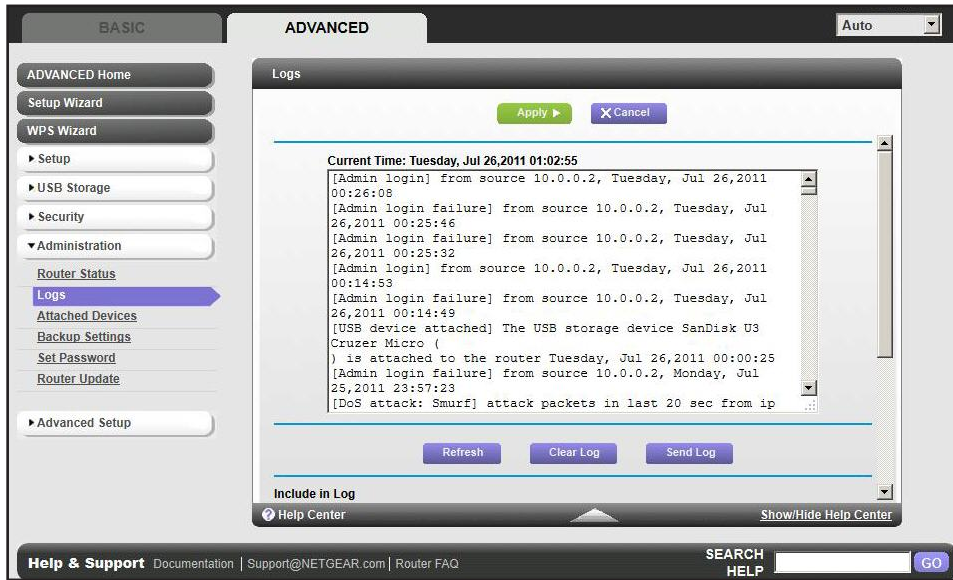 BASIC
ADVANCED
Auto
ADVANCED Home
Setup Wizard
WPS Wizard
Setup
USB Storage
Security
Administration
Router Status
Logs
Attached Devices
Backup Settings
Set Password
Router Update
Advanced Setup
Logs
Apply
Cancel
Current Time: Tuesday, Jul 26,2011 01:02:55
[Admin login] from source 10.0.0.2, Tuesday, Jul 26,2011
00:26:08
[Admin login failure] from source 10.0.0.2, Tuesday, Jul
26,2011 00:25:46
[Admin login failure] from source 10.0.0.2, Tuesday, Jul
26,2011 00:25:32
[Admin login] from source 10.0.0.2, Tuesday, Jul 26,2011
00:14:53
[Admin login failure] from source 10.0.0.2, Tuesday, Jul
26,2011 00:14:49
[USB device attached] The USB storage device SanDisk U3
Cruzer Micro (
) is attached to the router Tuesday, Jul 26,2011 00:00:25
[Admin login failure] from source 10.0.0.2, Monday, Jul
25,2011 23:57:23
[DoS attack: Smurf] attack packets in last 20 sec from ip
Refresh
Clear Log
Send Log
Include in Log
? Help Center
Show/Hide Help Center
Help & Support Documentation | Support@NETGEAR.com | Router FAQ
SEARCH
HELP
GO